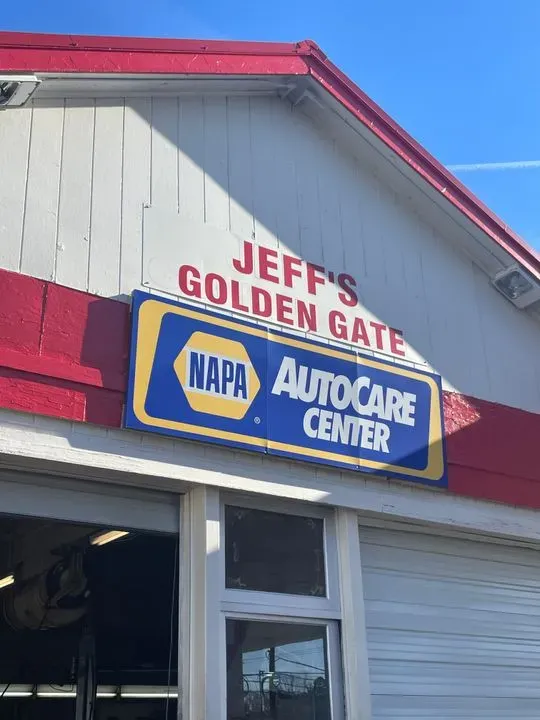 JEFF'S
GOLDEN GATE
NAPA
®
AUTOCARE
CENTER